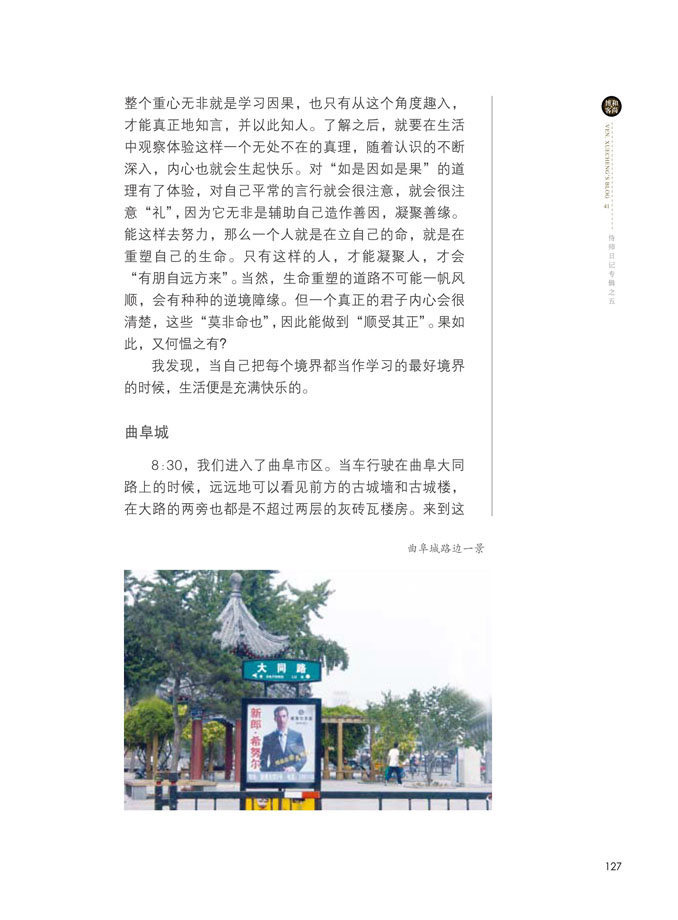 整个重心无非就是学习因果，也只有从这个角度趣入，
才能真正地知言，并以此知人。了解之后，就要在生活
中观察体验这样一个无处不在的真理，随着认识的不断
深入，内心也就会生起快乐。对“如是因如是果”的道
理有了体验，对自己平常的言行就会很注意，就会很注
意“礼”，因为它无非是辅助自己造作善因，凝聚善缘。
能这样去努力，那么一个人就是在立自己的命，就是在
重塑自己的生命。只有这样的人，才能凝聚人，才会
“有朋自远方来”。当然，生命重塑的道路不可能一帆风
顺，会有种种的逆境障缘。但一个真正的君子内心会很
清楚，这些“莫非命也”，因此能做到“顺受其正”。果如
此，又何愠之有？
我发现，当自己把每个境界都当作学习的最好境界
的时候，生活便是充满快乐的。
曲阜城
8:30，我们进入了曲阜市区。当车行驶在曲阜大同
路上的时候，远远地可以看见前方的古城墙和古城楼，
在大路的两旁也都是不超过两层的灰砖瓦楼房。来到这
曲阜城路边一景
大同路
DATONG LU
新郎·希努尔
和尚
博客
VEN. XUECHENG'S BLOG 41
侍师日记专辑之五
127